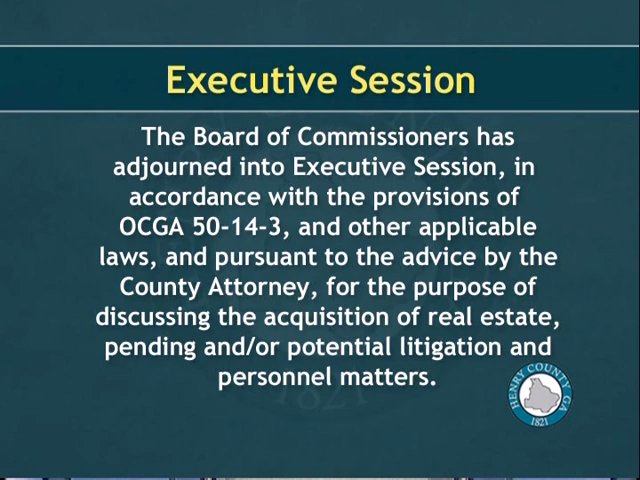 Executive Session
The Board of Commissioners has
adjourned into Executive Session, in
accordance with the provisions of
OCGA 50-14-3, and other applicable
laws, and pursuant to the advice by the
County Attorney, for the purpose of
discussing the acquisition of real estate,
pending and/or potential litigation and
personnel matters.
HENRY COUNTY GA
1821
1821